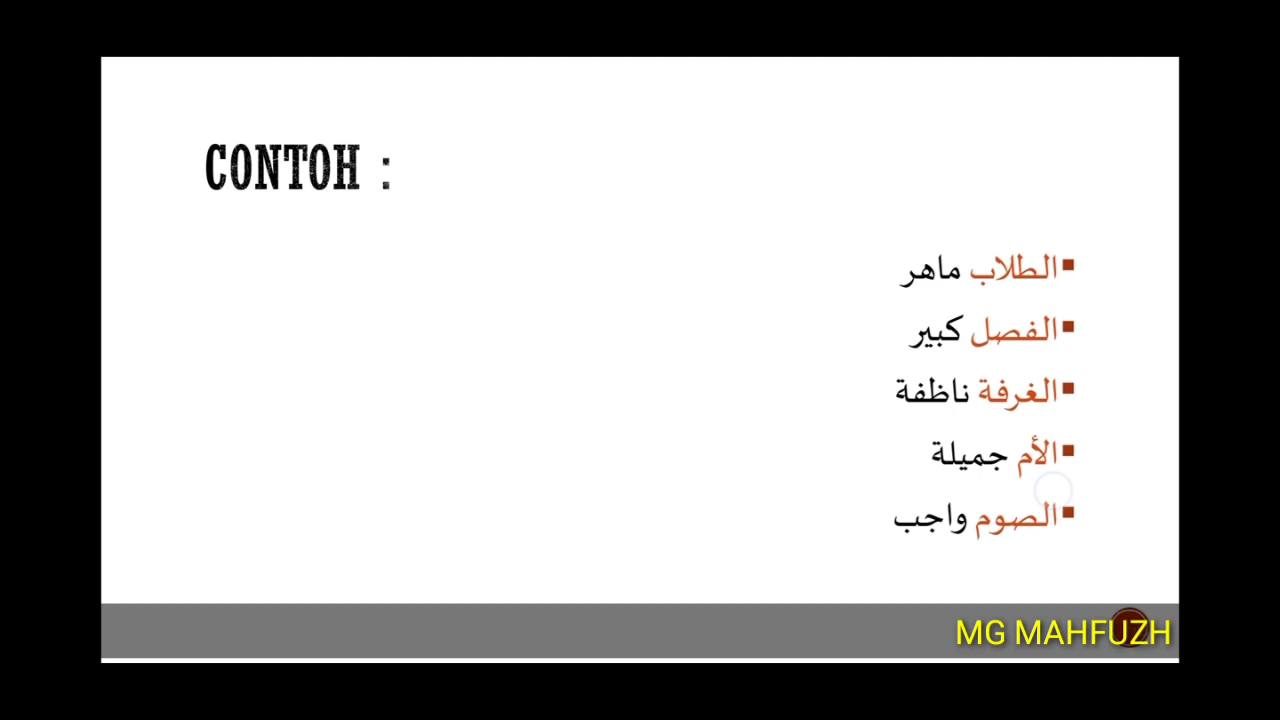 CONTOH :
الطلاب ماهر
الفصل كبير
الغرفة ناظفة
الأم جميلة
الصوم واجب
MG MAHFUZH